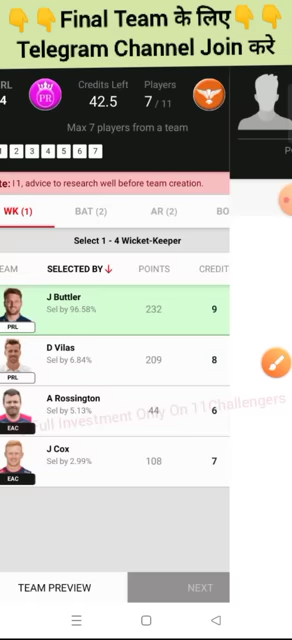 👇👇Final Team के लिए👇👇
Telegram Channel Join करे
RL
4
PR
Credits Left
42.5
Players
7 / 11
Max 7 players from a team
1 2 3 4 5 6 7
te: 11, advice to research well before team creation.
WK (1) BAT (2) AR (2) BO
Select 1 - 4 Wicket-Keeper
EAM SELECTED BY ↓ POINTS CREDIT
J Buttler
Sel by 96.58% 232 9
PRL
D Vilas
Sel by 6.84% 209 8
PRL
A Rossington
Sel by 5.13% 44 6
EAC
ull Investment Only On 11Challengers
J Cox
Sel by 2.99% 108 7
EAC
TEAM PREVIEW NEXT